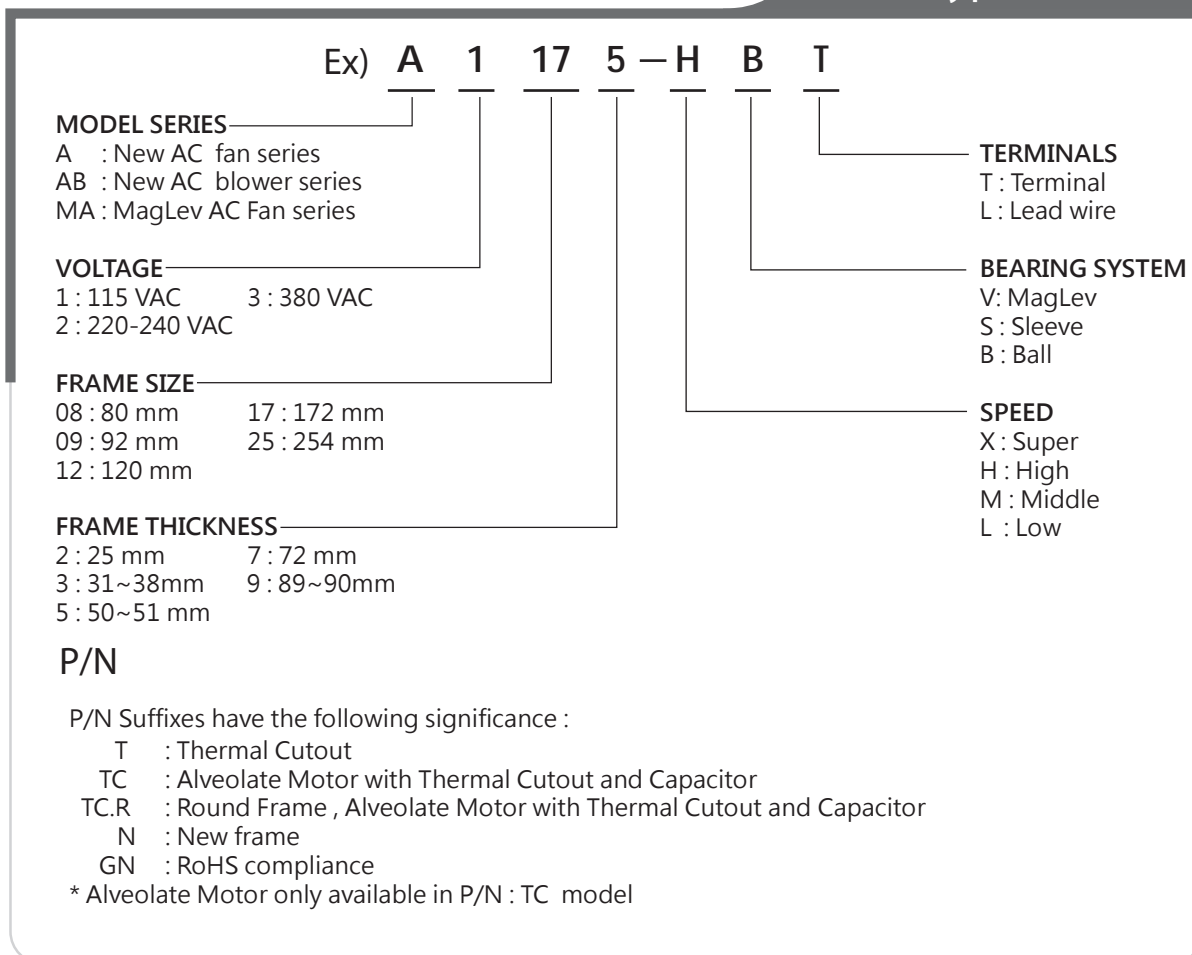 Ex) A 1 17 5 - H B T
MODEL SERIES
A : New AC fan series
AB : New AC blower series
MA : MagLev AC Fan series
VOLTAGE
1 : 115 VAC 3 : 380 VAC
2 : 220-240 VAC
FRAME SIZE
08 : 80 mm 17 : 172 mm
09 : 92 mm 25 : 254 mm
12 : 120 mm
FRAME THICKNESS
2 : 25 mm 7 : 72 mm
3 : 31~38mm 9 : 89~90mm
5 : 50~51 mm
TERMINALS
T : Terminal
L : Lead wire
BEARING SYSTEM
V: MagLev
S : Sleeve
B : Ball
SPEED
X : Super
H : High
M : Middle
L : Low
P/N
P/N Suffixes have the following significance :
T : Thermal Cutout
TC : Alveolate Motor with Thermal Cutout and Capacitor
TC.R : Round Frame , Alveolate Motor with Thermal Cutout and Capacitor
N : New frame
GN : RoHS compliance
* Alveolate Motor only available in P/N : TC model